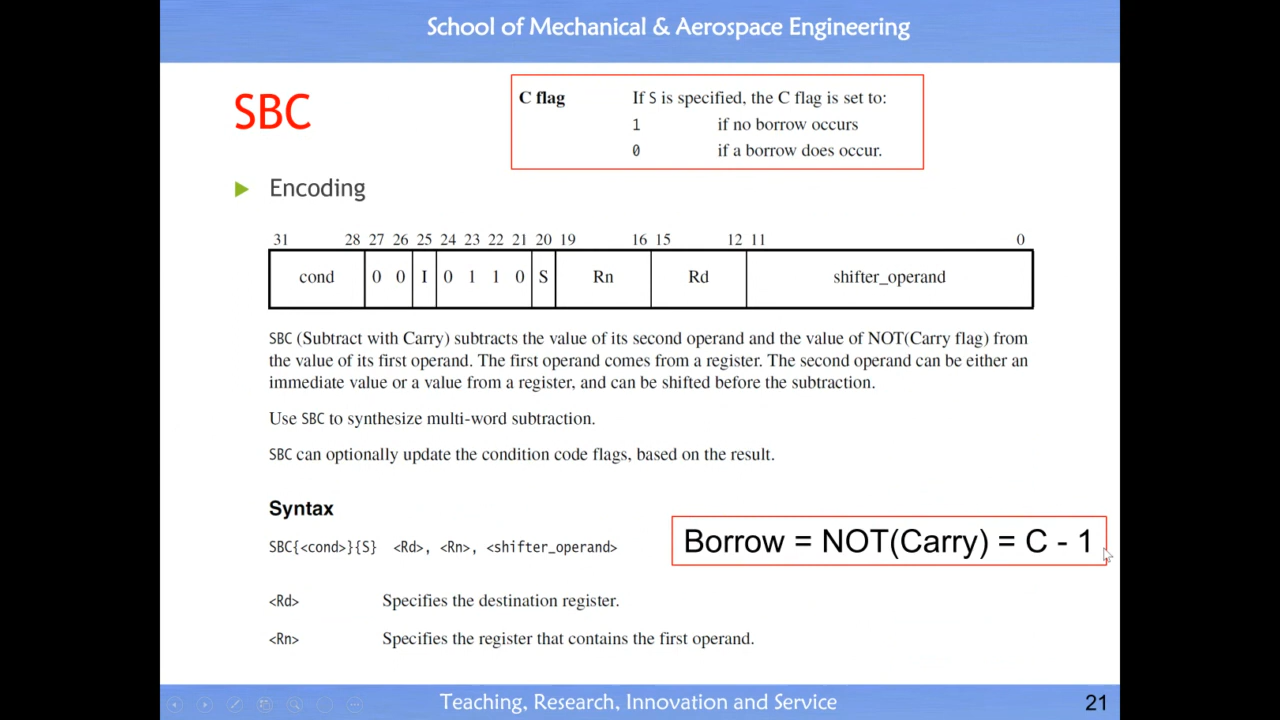 School of Mechanical & Aerospace Engineering
SBC
C flag If S is specified, the C flag is set to:
1 if no borrow occurs
0 if a borrow does occur.
Encoding
31 28 27 26 25 24 23 22 21 20 19 16 15 12 11 0
cond 0 0 I 0 1 1 0 S Rn Rd shifter_operand
SBC (Subtract with Carry) subtracts the value of its second operand and the value of NOT(Carry flag) from
the value of its first operand. The first operand comes from a register. The second operand can be either an
immediate value or a value from a register, and can be shifted before the subtraction.
Use SBC to synthesize multi-word subtraction.
SBC can optionally update the condition code flags, based on the result.
Syntax
SBC{<cond>}{S} <Rd>, <Rn>, <shifter_operand>
Borrow = NOT(Carry) = C - 1
<Rd> Specifies the destination register.
<Rn> Specifies the register that contains the first operand.
Teaching, Research, Innovation and Service
21